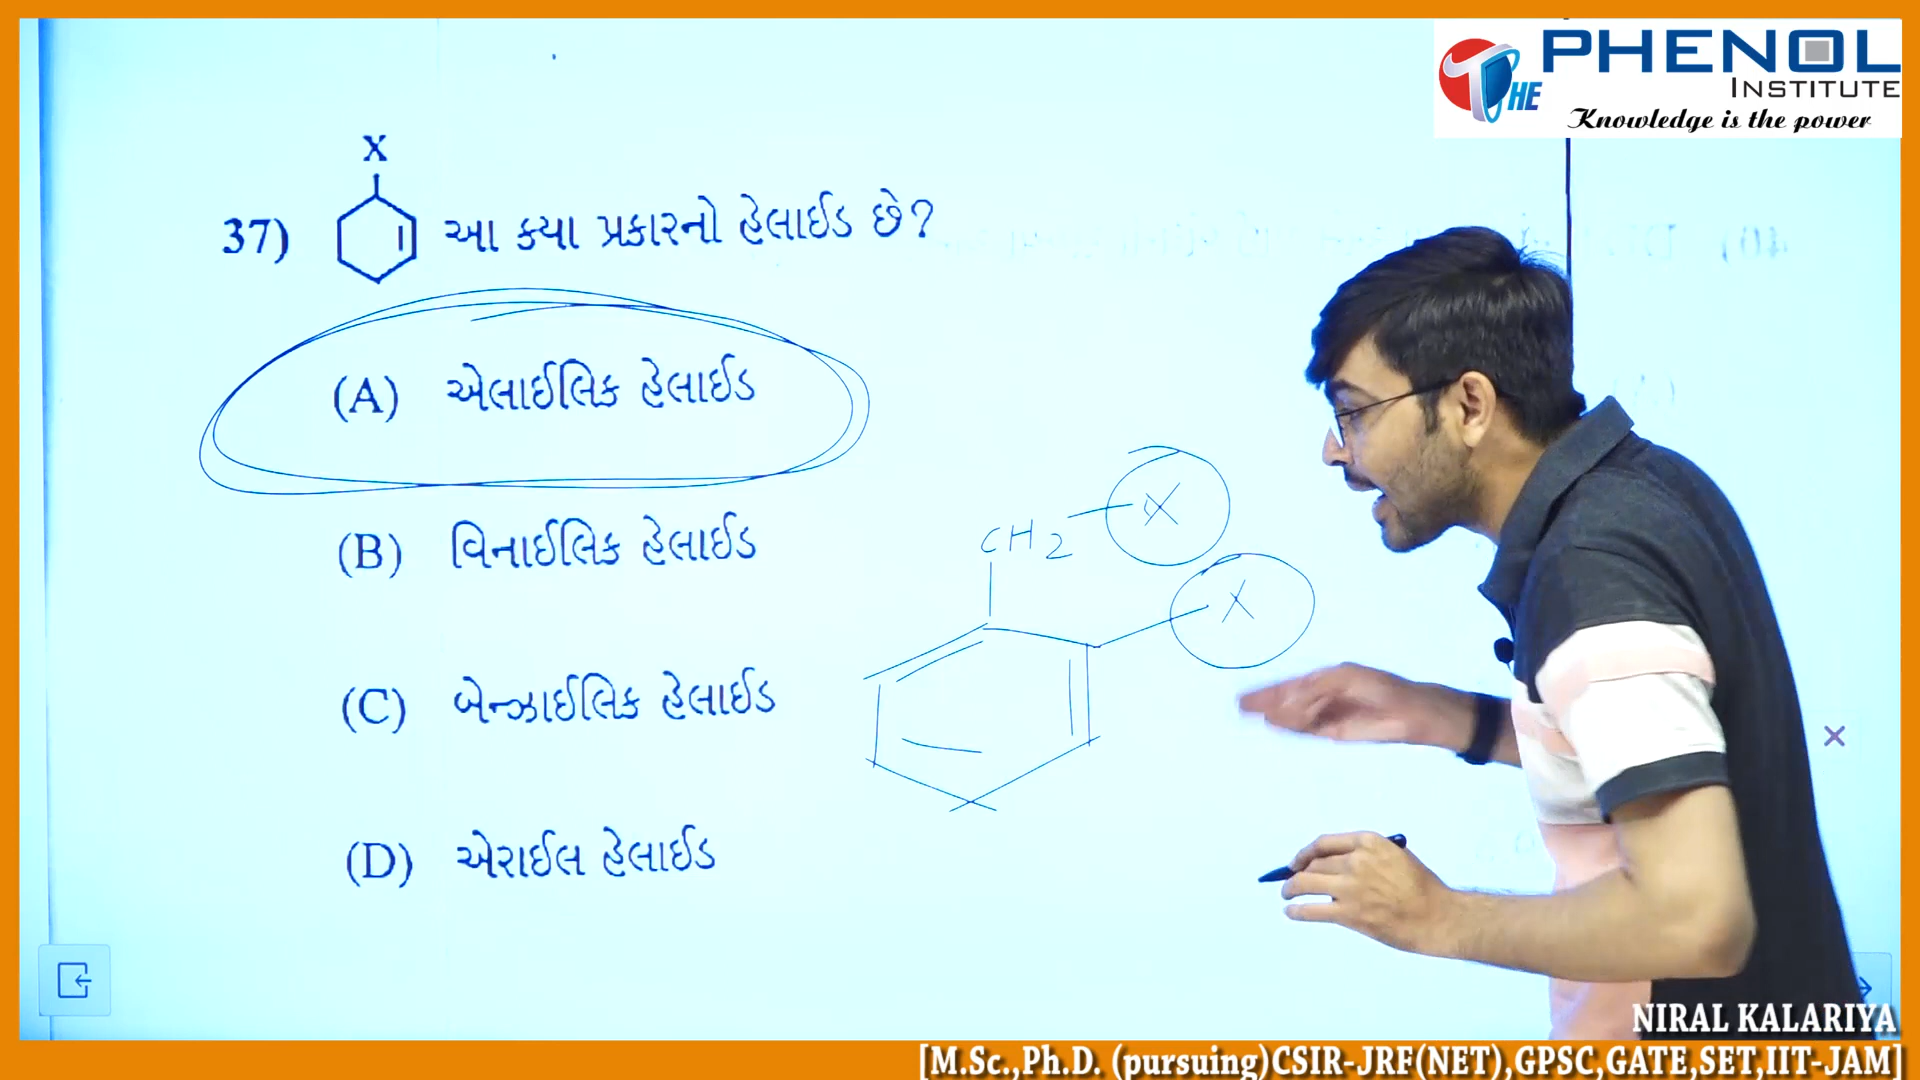 THE PHENOL
INSTITUTE
Knowledge is the power
X
37) આ કયા પ્રકારનો હેલાઈડ છે?
(A) એલાઈલિક હેલાઈડ
(B) વિનાઈલિક હેલાઈડ
(C) બેન્ઝાઈલિક હેલાઈડ
(D) એરાઈલ હેલાઈડ
CH2 X
X
NIRAL KALARIYA
[M.Sc.,Ph.D. (pursuing)CSIR-JRF(NET),GPSC,GATE,SET,IIT-JAM]